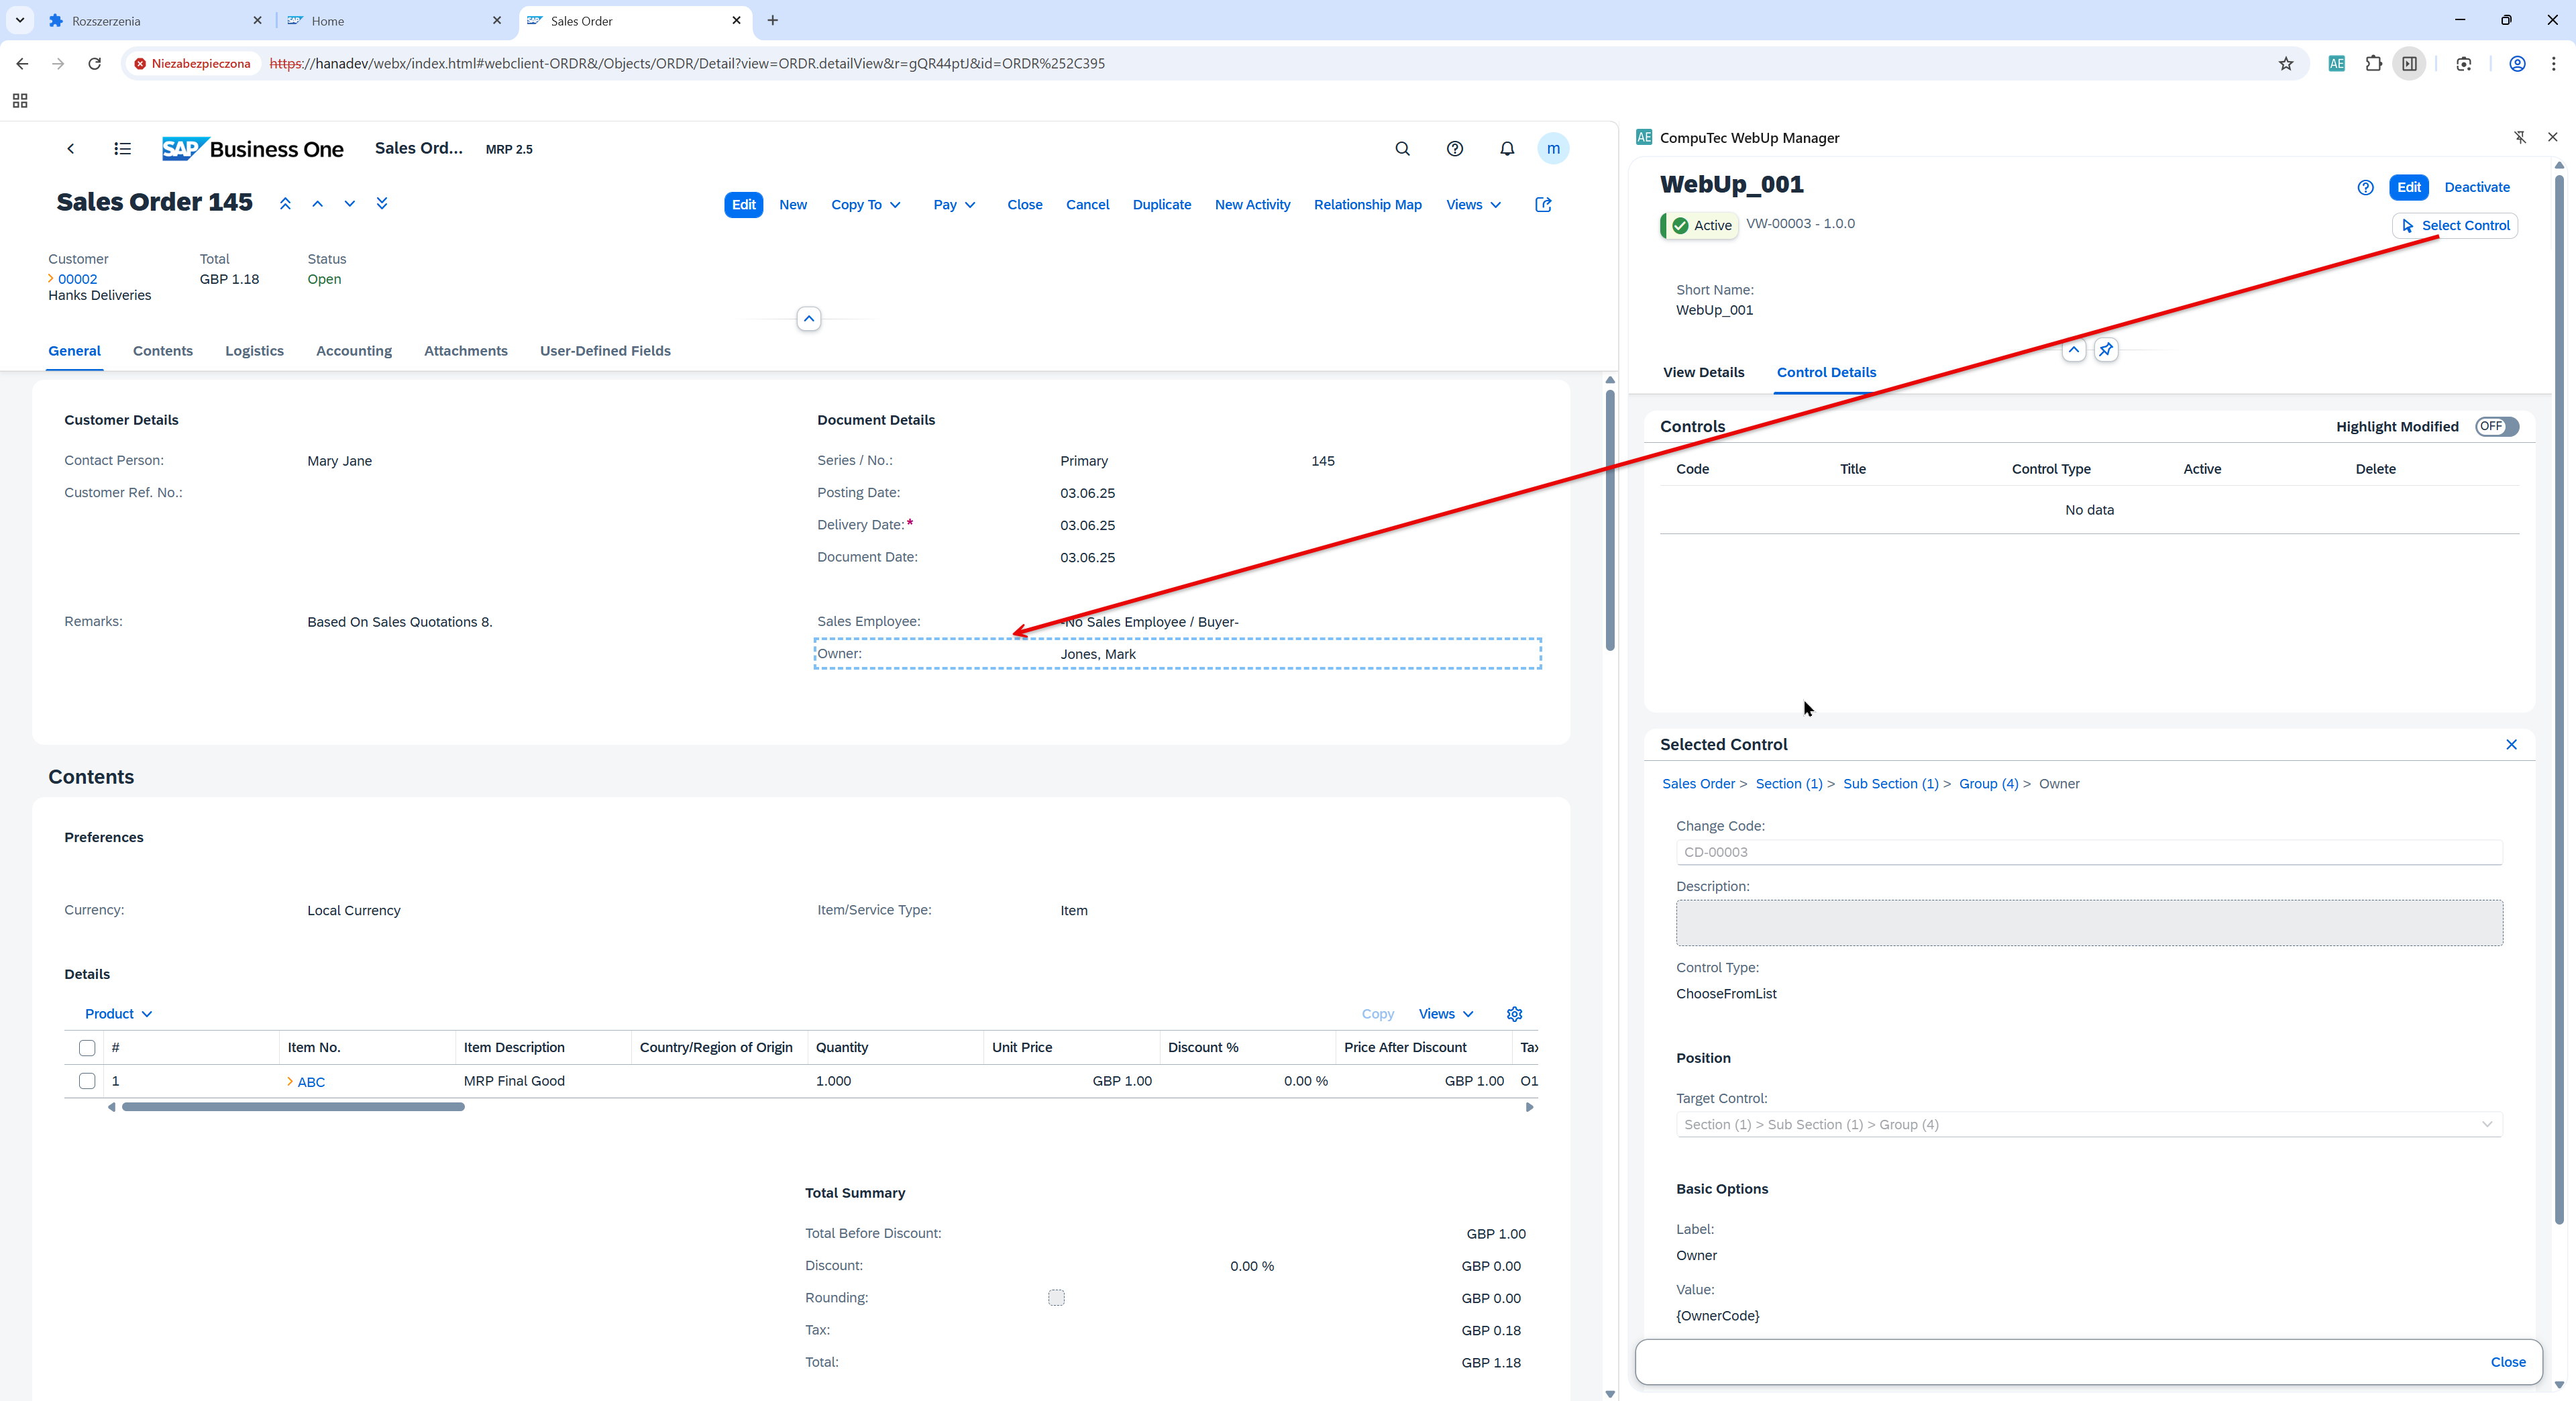 Rozszerzenia
Home
Sales Order
Niezabezpieczona
https://hanadev/webx/index.html#webclient-ORDR&/Objects/ORDR/Detail?view=ORDR.detailView&r=gQR44ptJ&id=ORDR%252C395
AE
SAP Business One
Sales Ord...
MRP 2.5
m
Sales Order 145
Edit New Copy To Pay Close Cancel Duplicate New Activity Relationship Map Views
Customer Total Status
00002 GBP 1.18 Open
Hanks Deliveries
General Contents Logistics Accounting Attachments User-Defined Fields
Customer Details
Contact Person: Mary Jane
Customer Ref. No.:
Remarks: Based On Sales Quotations 8.
Document Details
Series / No.: Primary 145
Posting Date: 03.06.25
Delivery Date:* 03.06.25
Document Date: 03.06.25
Sales Employee: -No Sales Employee / Buyer-
Owner: Jones, Mark
Contents
Preferences
Currency: Local Currency Item/Service Type: Item
Details
Product Copy Views
# Item No. Item Description Country/Region of Origin Quantity Unit Price Discount % Price After Discount Tax
1 ABC MRP Final Good 1.000 GBP 1.00 0.00 % GBP 1.00 O1
Total Summary
Total Before Discount: GBP 1.00
Discount: 0.00 % GBP 0.00
Rounding: GBP 0.00
Tax: GBP 0.18
Total: GBP 1.18
AE CompuTec WebUp Manager
WebUp_001
Edit Deactivate
Active VW-00003 - 1.0.0
Select Control
Short Name:
WebUp_001
View Details Control Details
Controls Highlight Modified OFF
Code Title Control Type Active Delete
No data
Selected Control
Sales Order > Section (1) > Sub Section (1) > Group (4) > Owner
Change Code:
CD-00003
Description:
Control Type:
ChooseFromList
Position
Target Control:
Section (1) > Sub Section (1) > Group (4)
Basic Options
Label:
Owner
Value:
{OwnerCode}
Close